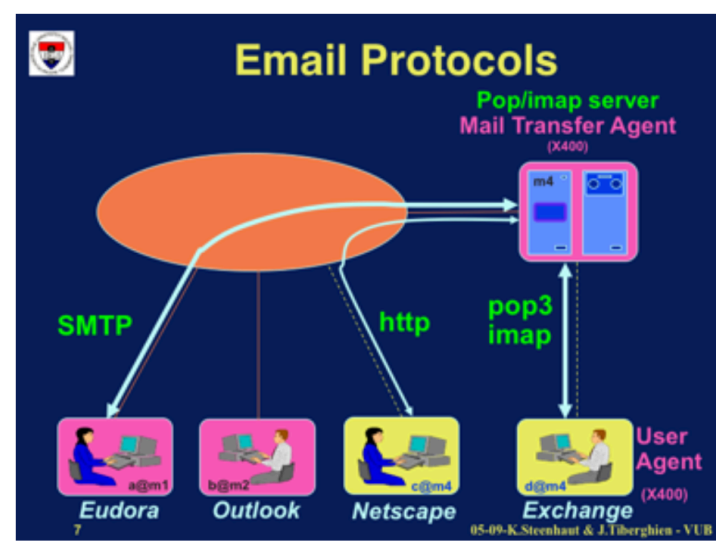 Email Protocols
Pop/imap server
Mail Transfer Agent
(X400)
m4
SMTP
http
pop3
imap
a@m1
b@m2
c@m4
d@m4
User
Agent
(X400)
Eudora
Outlook
Netscape
Exchange
7
05-09-K.Steenhaut & J.Tiberghien - VUB